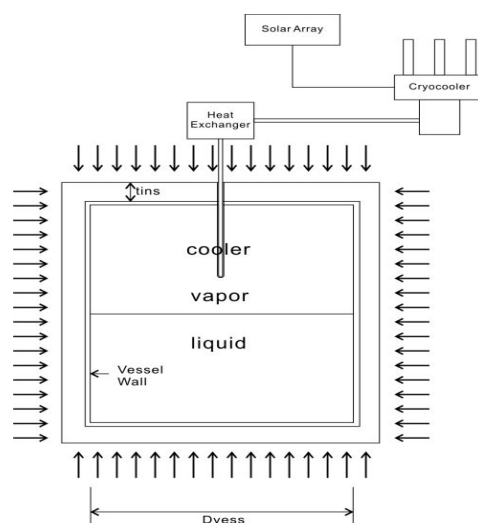 Solar Array
Cryocooler
Heat
Exchanger
tins
cooler
vapor
liquid
Vessel
Wall
Dvess